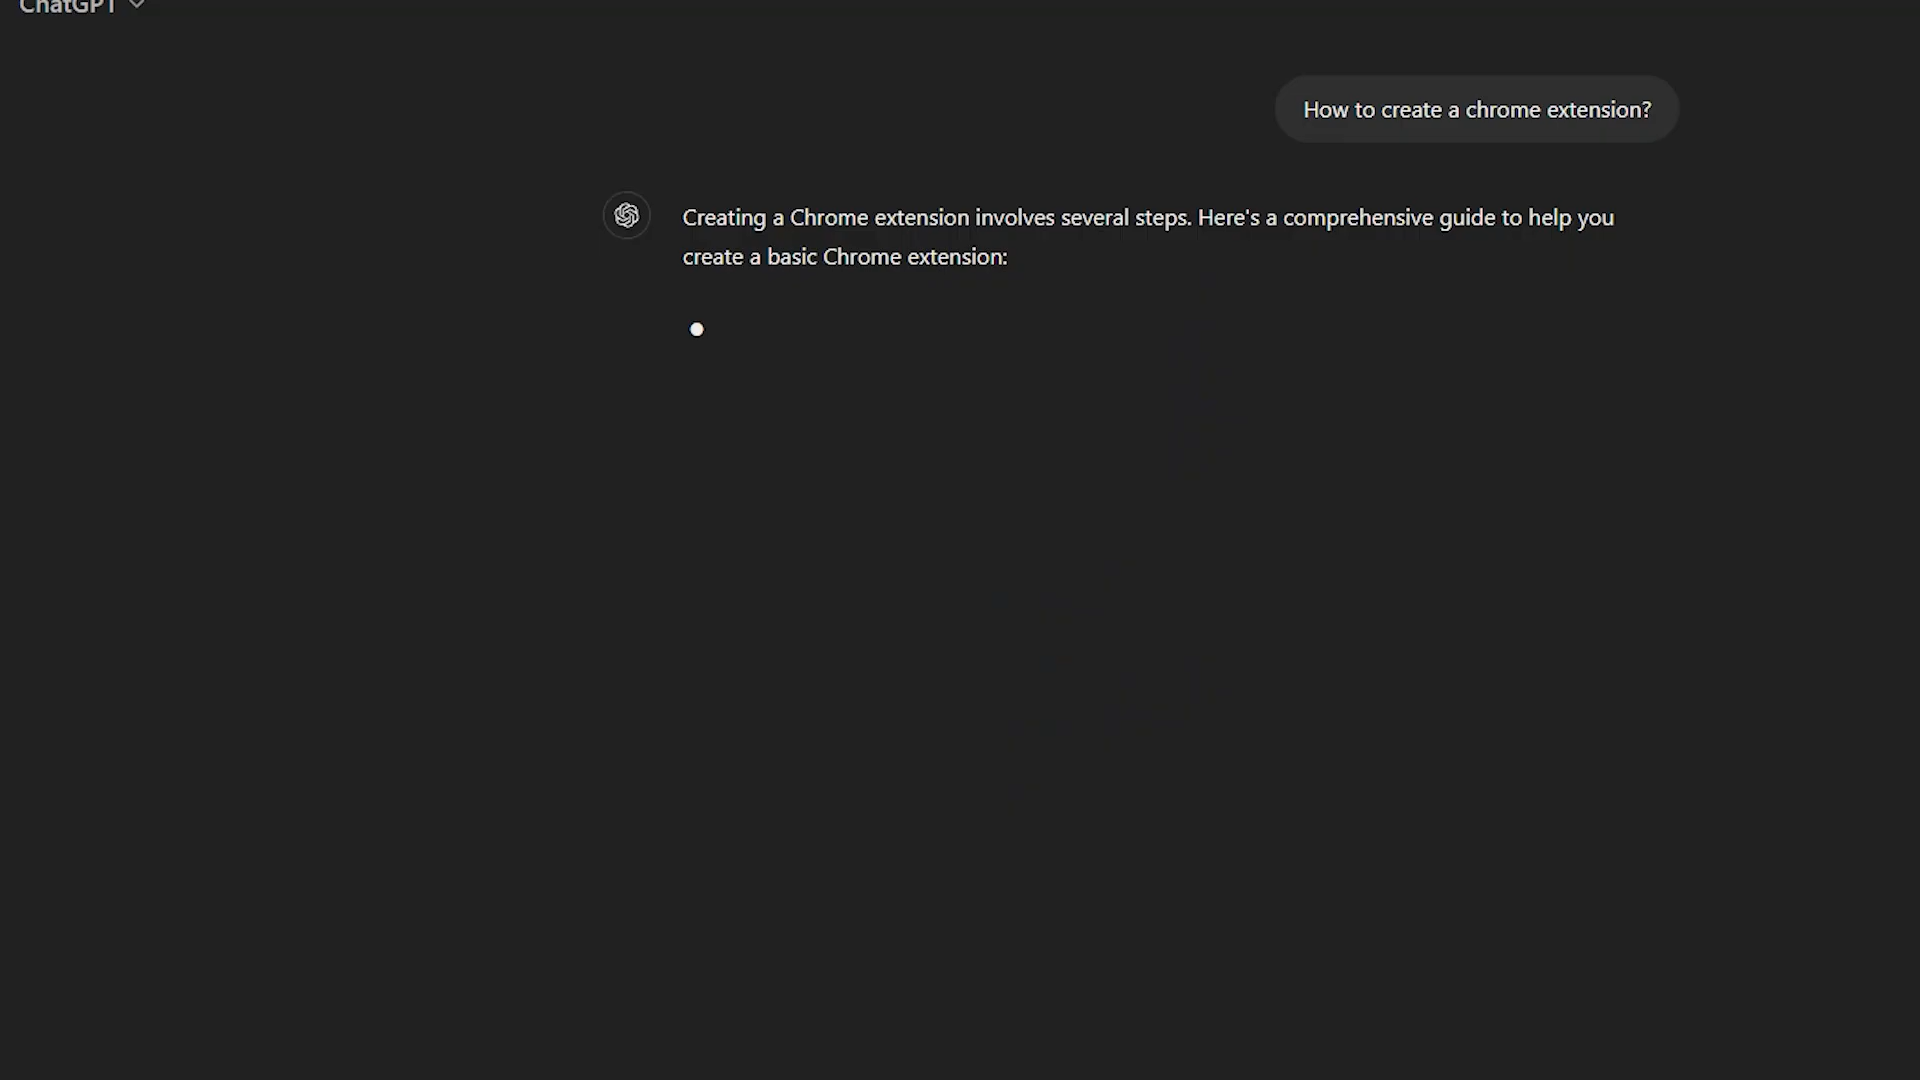 ChatGPT
How to create a chrome extension?
Creating a Chrome extension involves several steps. Here's a comprehensive guide to help you
create a basic Chrome extension: